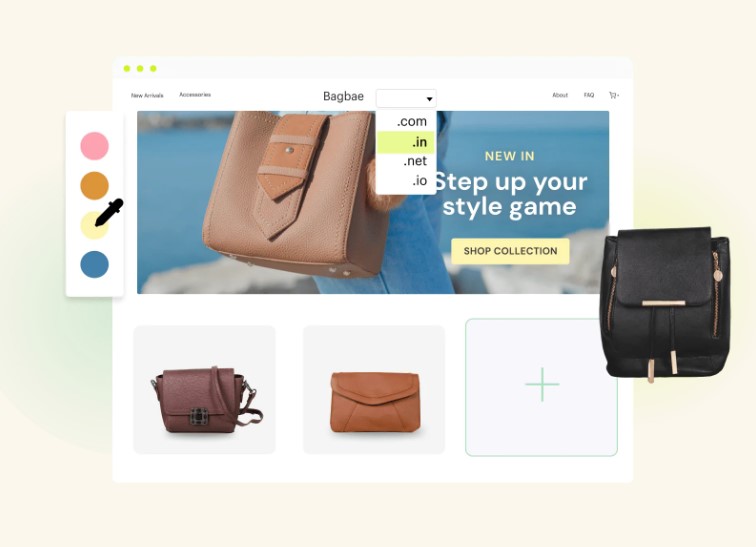 New Arrivals
Accessories
Bagbae
About
FAQ
.com
.in
.net
.io
NEW IN
Step up your
style game
SHOP COLLECTION